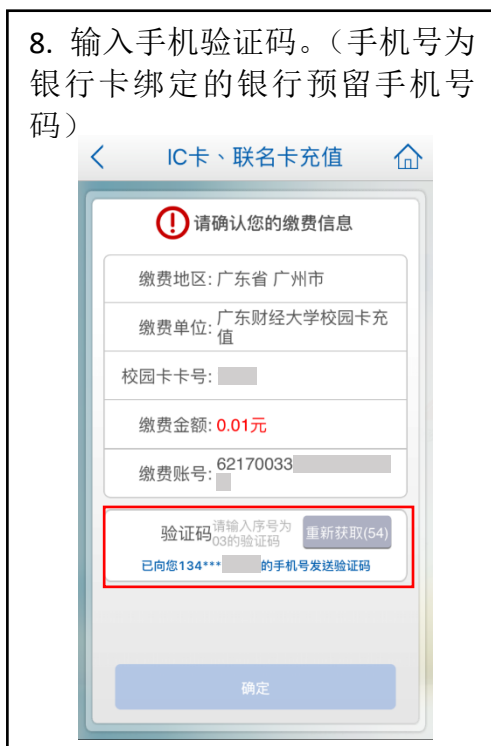 8. 输入手机验证码。（手机号为
银行卡绑定的银行预留手机号
码）
IC卡、联名卡充值
请确认您的缴费信息
缴费地区: 广东省 广州市
缴费单位: 广东财经大学校园卡充
值
校园卡卡号:
缴费金额: 0.01元
缴费账号: 62170033
验证码 请输入序号为
03的验证码
重新获取(54)
已向您134***的手机号发送验证码
确定